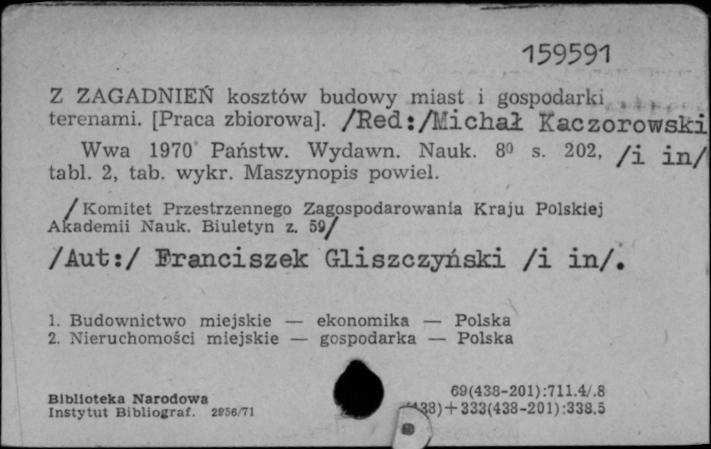 159591
Z ZAGADNIEŃ kosztów budowy miast i gospodarki
terenami. [Praca zbiorowa]. /Red:/Michał Kaczorowski
Wwa 1970 Państw. Wydawn. Nauk. 8⁰ s. 202, /i in/
tabl. 2, tab. wykr. Maszynopis powiel.
/Komitet Przestrzennego Zagospodarowania Kraju Polskiej
Akademii Nauk. Biuletyn z. 59/
/Aut:/ Franciszek Gliszczyński /i in/.
1. Budownictwo miejskie — ekonomika — Polska
2. Nieruchomości miejskie — gospodarka — Polska
69(438-201):711.4/.8
Biblioteka Narodowa
Instytut Bibliograf. 2956/71
(438)+333(438-201):338.5